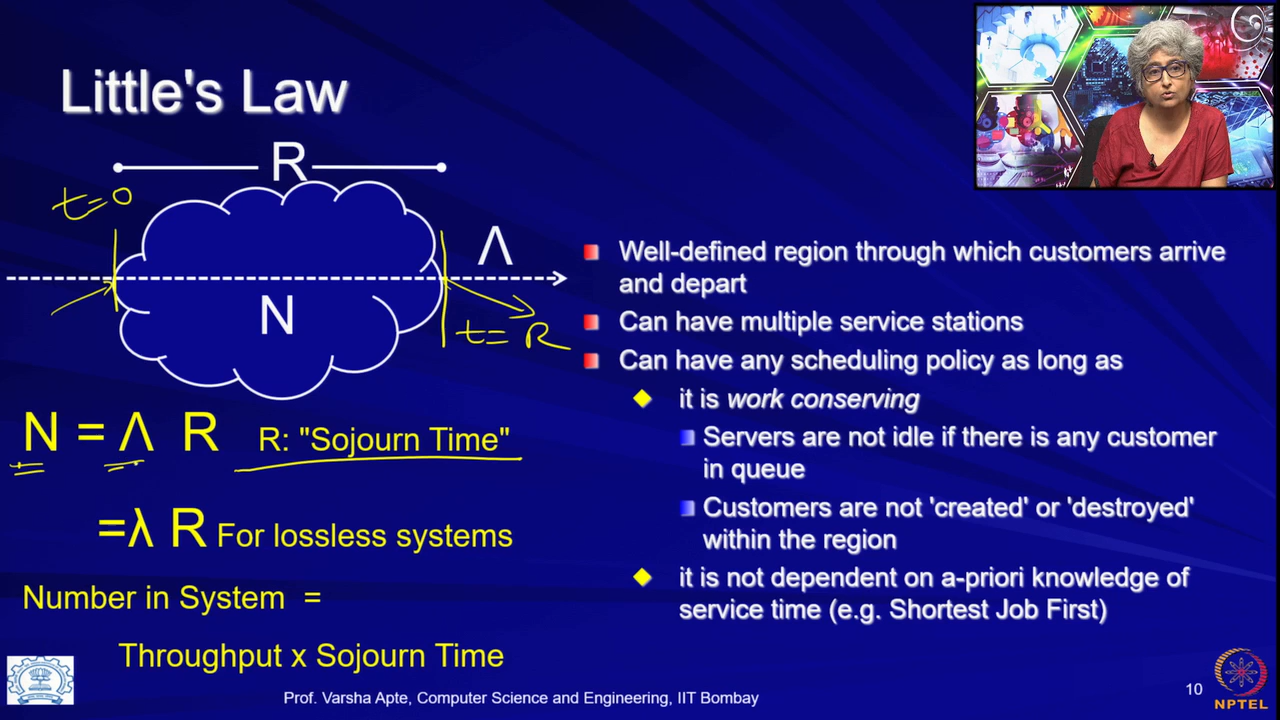 Little's Law
R
t=0
Λ
N
t= R
N = Λ R R: "Sojourn Time"
=λ R For lossless systems
Number in System =
Throughput x Sojourn Time
Well-defined region through which customers arrive
and depart
Can have multiple service stations
Can have any scheduling policy as long as
it is work conserving
Servers are not idle if there is any customer
in queue
Customers are not 'created' or 'destroyed'
within the region
it is not dependent on a-priori knowledge of
service time (e.g. Shortest Job First)
Prof. Varsha Apte, Computer Science and Engineering, IIT Bombay
10
NPTEL